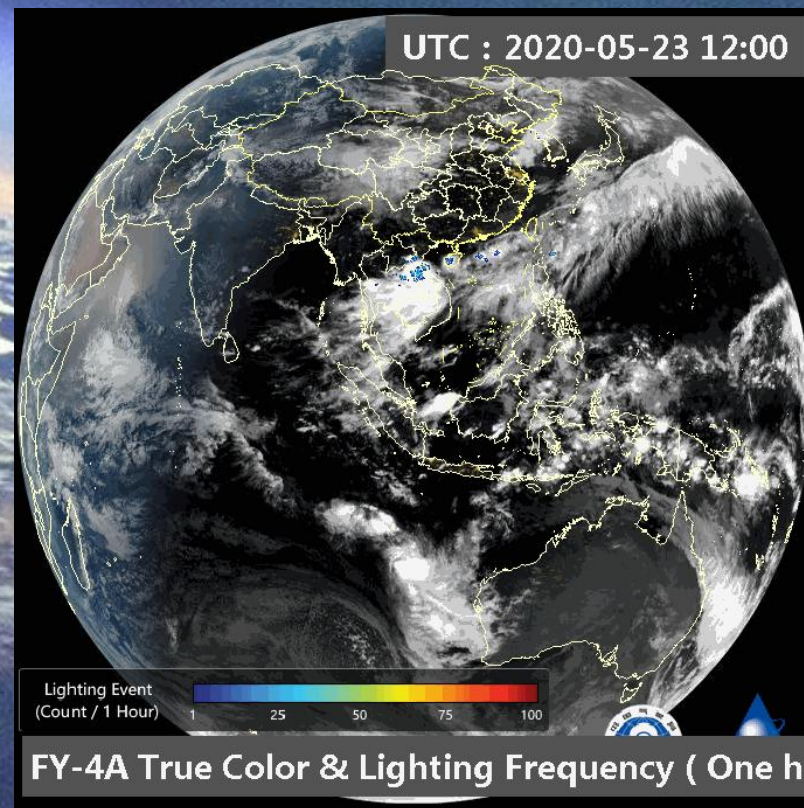 UTC : 2020-05-23 12:00
Lighting Event
(Count / 1 Hour)
1 25 50 75 100
FY-4A True Color & Lighting Frequency ( One h